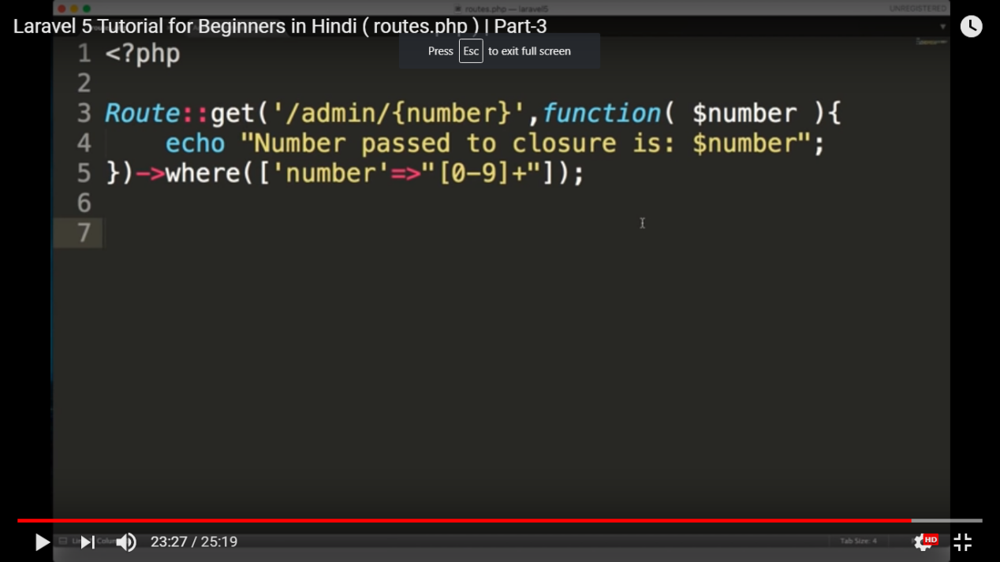 routes.php — laravel5
UNREGISTERED
Laravel 5 Tutorial for Beginners in Hindi ( routes.php ) | Part-3
Press Esc to exit full screen
1 <?php
2
3 Route::get('/admin/{number}',function( $number ){
4 echo "Number passed to closure is: $number";
5 })->where(['number'=>"[0-9]+"]);
6
7
23:27 / 25:19
Tab Size: 4
HD